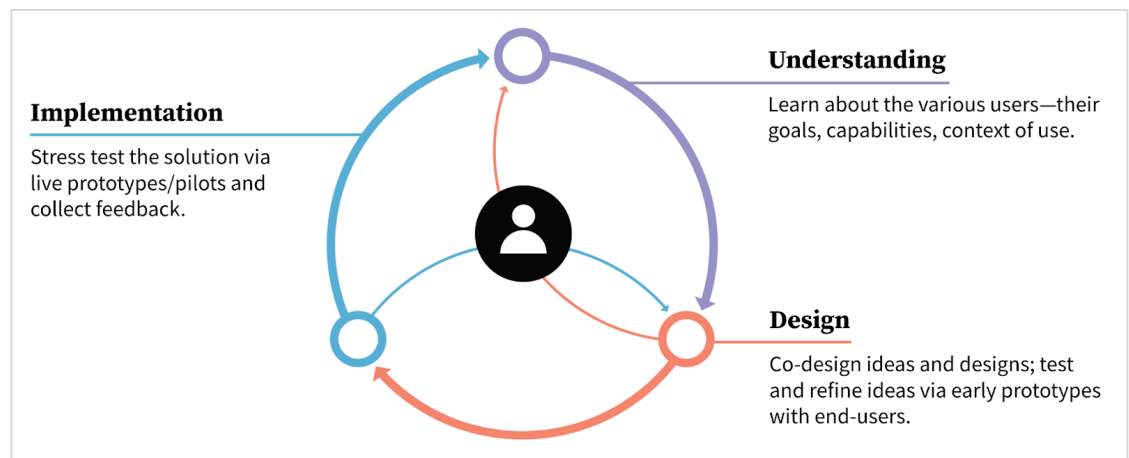 Implementation
Stress test the solution via
live prototypes/pilots and
collect feedback.
Understanding
Learn about the various users—their
goals, capabilities, context of use.
Design
Co-design ideas and designs; test
and refine ideas via early prototypes
with end-users.